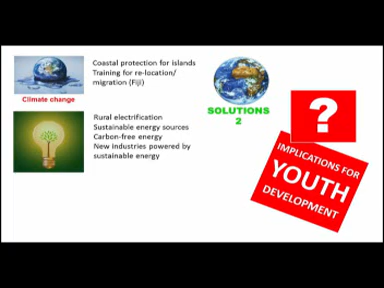 Coastal protection for islands
Training for re-location/
migration (Fiji)
Climate change
Rural electrification
Sustainable energy sources
Carbon-free energy
New industries powered by
sustainable energy
SOLUTIONS
2
?
IMPLICATIONS FOR
YOUTH
DEVELOPMENT